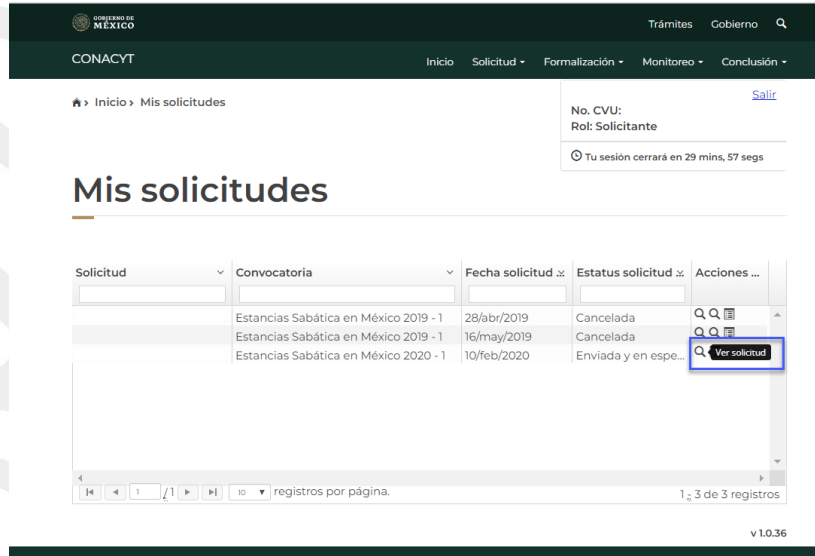 GOBIERNO DE
MÉXICO
Trámites Gobierno
CONACYT
Inicio Solicitud Formalización Monitoreo Conclusión
Inicio > Mis solicitudes
Salir
No. CVU:
Rol: Solicitante
Tu sesión cerrará en 29 mins, 57 segs
Mis solicitudes
Solicitud Convocatoria Fecha solicitud ... Estatus solicitud ... Acciones ...
Estancias Sabática en México 2019 - 1 28/abr/2019 Cancelada
Estancias Sabática en México 2019 - 1 16/may/2019 Cancelada
Estancias Sabática en México 2020 - 1 10/feb/2020 Enviada y en espe... Ver solicitud
1 / 1 10 registros por página. 1 - 3 de 3 registros
v 1.0.36